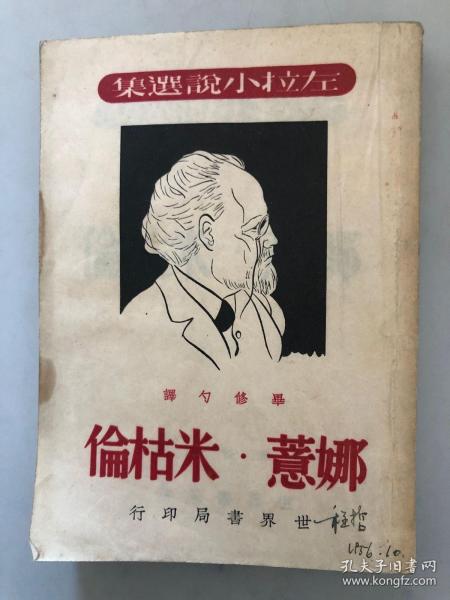 左拉小說選集
畢修勺譯
娜薏·米枯倫
世界書局印行
1956.10.
孔夫子旧书网
www.kongfz.com